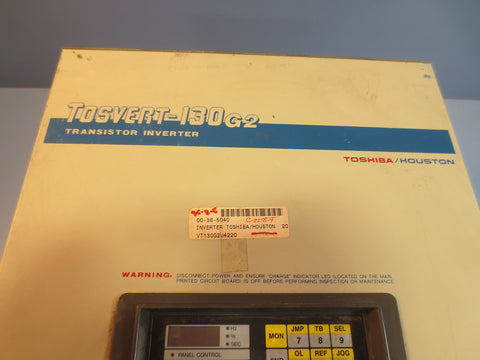 TOSVERT-130G2
TRANSISTOR INVERTER
TOSHIBA/HOUSTON
00-38-5040
INVERTER TOSHIBA/HOUSTON 20
VT130G2U4220
WARNING: DISCONNECT POWER AND ENSURE "CHARGE" INDICATOR LED (LOCATED ON THE MAIN
PRINTED CIRCUIT BOARD) IS OFF BEFORE PERFORMING INSPECTION OR MAINTENANCE
Hz
%
SEC
PANEL CONTROL
MON
JMP
TB
SEL
7
8
9
OL
REF
JOG